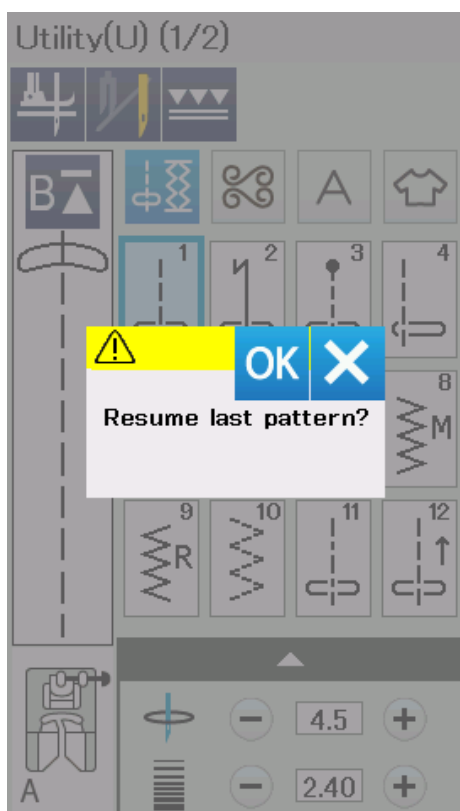 Utility(U) (1/2)
B
A
1
2
3
4
OK
Resume last pattern?
8
M
9
R
10
11
12
4.5
2.40
A